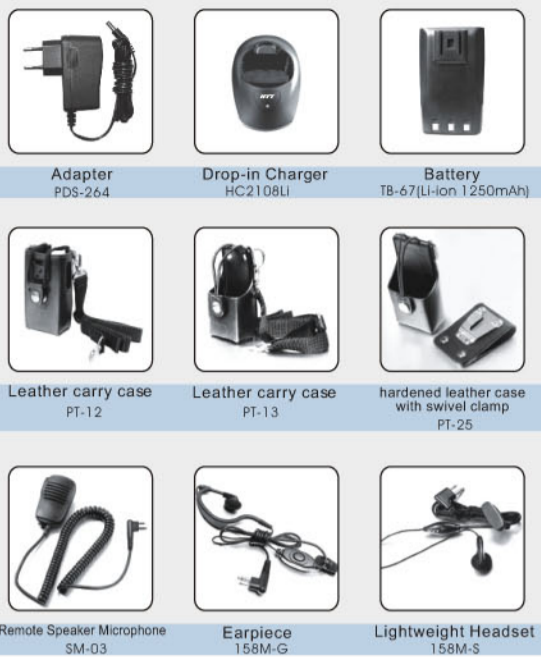 HYT
Adapter
PDS-264
Drop-in Charger
HC2108Li
Battery
TB-67(Li-ion 1250mAh)
Leather carry case
PT-12
Leather carry case
PT-13
hardened leather case
with swivel clamp
PT-25
Remote Speaker Microphone
SM-03
Earpiece
158M-G
Lightweight Headset
158M-S